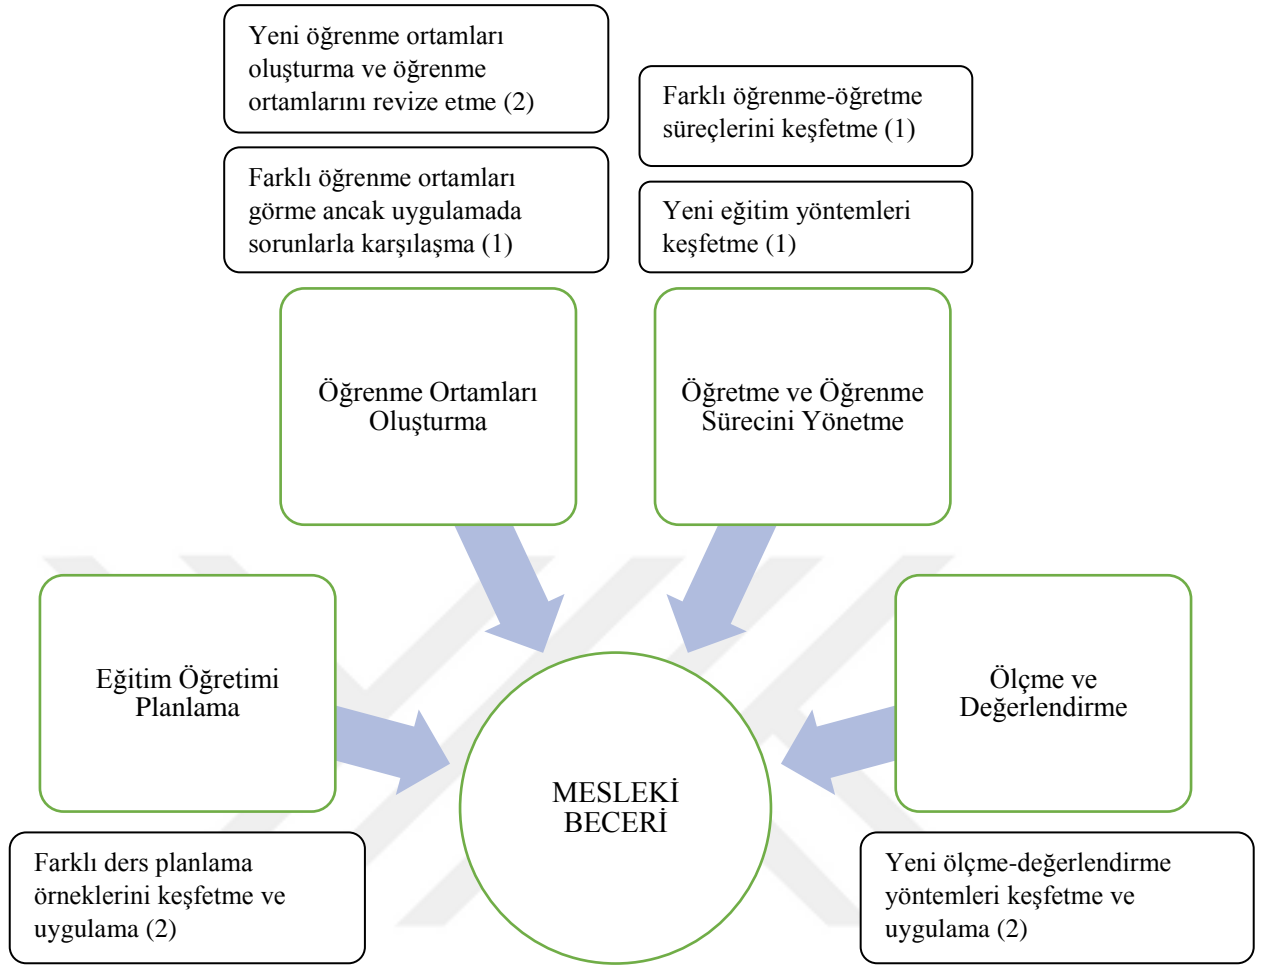 Yeni öğrenme ortamları
oluşturma ve öğrenme
ortamlarını revize etme (2)
Farklı öğrenme-öğretme
süreçlerini keşfetme (1)
Farklı öğrenme ortamları
görme ancak uygulamada
sorunlarla karşılaşma (1)
Yeni eğitim yöntemleri
keşfetme (1)
Öğrenme Ortamları
Oluşturma
Öğretme ve Öğrenme
Sürecini Yönetme
Eğitim Öğretimi
Planlama
Ölçme ve
Değerlendirme
MESLEKİ
BECERİ
Farklı ders planlama
örneklerini keşfetme ve
uygulama (2)
Yeni ölçme-değerlendirme
yöntemleri keşfetme ve
uygulama (2)